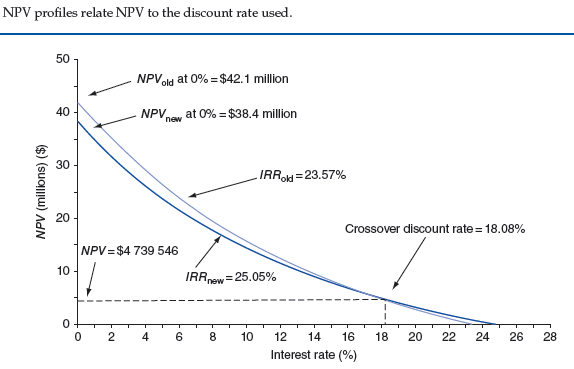 NPV profiles relate NPV to the discount rate used.
50
NPVold at 0% = $42.1 million
40
NPVnew at 0% = $38.4 million
30
IRRold = 23.57%
NPV (millions) ($)
20
Crossover discount rate = 18.08%
NPV = $4 739 546
10
IRRnew = 25.05%
0
0 2 4 6 8 10 12 14 16 18 20 22 24 26 28
Interest rate (%)